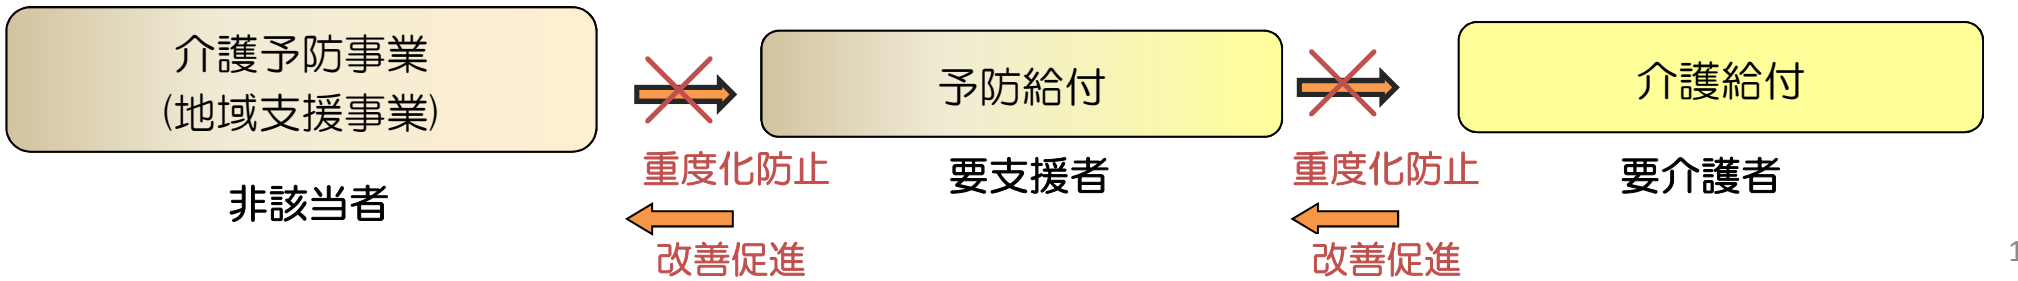 介護予防事業
(地域支援事業)
予防給付
介護給付
重度化防止
要支援者
重度化防止
要介護者
非該当者
改善促進
改善促進
1